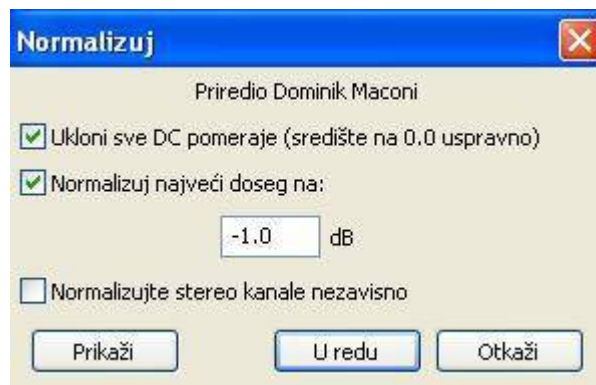 Normalizuj
Priredio Dominik Maconi
Ukloni sve DC pomeraje (središte na 0.0 uspravno)
Normalizuj najveći doseg na:
-1.0 dB
Normalizujte stereo kanale nezavisno
Prikaži U redu Otkaži